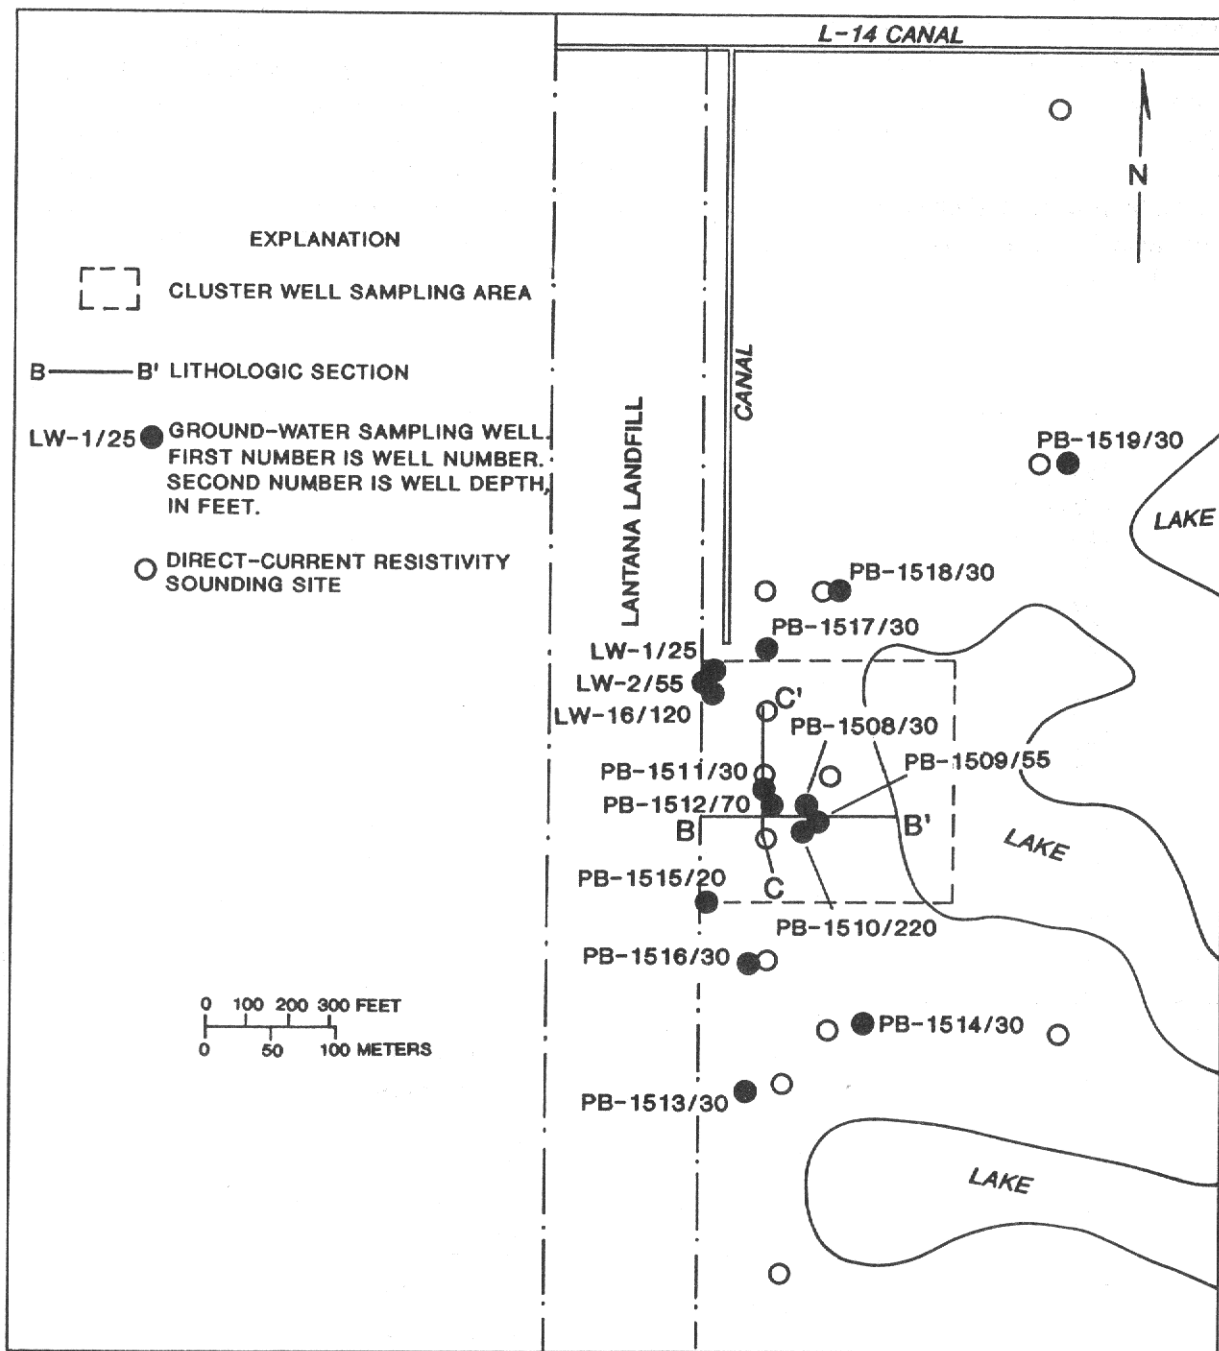 L-14 CANAL
N
EXPLANATION
CLUSTER WELL SAMPLING AREA
B B' LITHOLOGIC SECTION
LW-1/25 GROUND-WATER SAMPLING WELL.
FIRST NUMBER IS WELL NUMBER.
SECOND NUMBER IS WELL DEPTH,
IN FEET.
DIRECT-CURRENT RESISTIVITY
SOUNDING SITE
LANTANA LANDFILL
CANAL
PB-1519/30
LAKE
PB-1518/30
PB-1517/30
LW-1/25
LW-2/55
LW-16/120
C'
PB-1508/30
PB-1509/55
PB-1511/30
PB-1512/70
B
B'
LAKE
PB-1515/20
C
PB-1510/220
PB-1516/30
0 100 200 300 FEET
0 50 100 METERS
PB-1514/30
PB-1513/30
LAKE